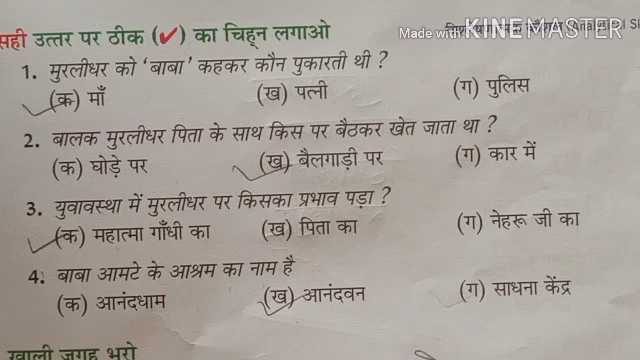 Made with KINEMASTER
सही उत्तर पर ठीक (✓) का चिह्न लगाओ
1. मुरलीधर को 'बाबा' कहकर कौन पुकारती थी ?
(क) माँ (ख) पत्नी (ग) पुलिस
2. बालक मुरलीधर पिता के साथ किस पर बैठकर खेत जाता था ?
(क) घोड़े पर (ख) बैलगाड़ी पर (ग) कार में
3. युवावस्था में मुरलीधर पर किसका प्रभाव पड़ा ?
(क) महात्मा गाँधी का (ख) पिता का (ग) नेहरू जी का
4. बाबा आमटे के आश्रम का नाम है
(क) आनंदधाम (ख) आनंदवन (ग) साधना केंद्र
खाली जगह भरो